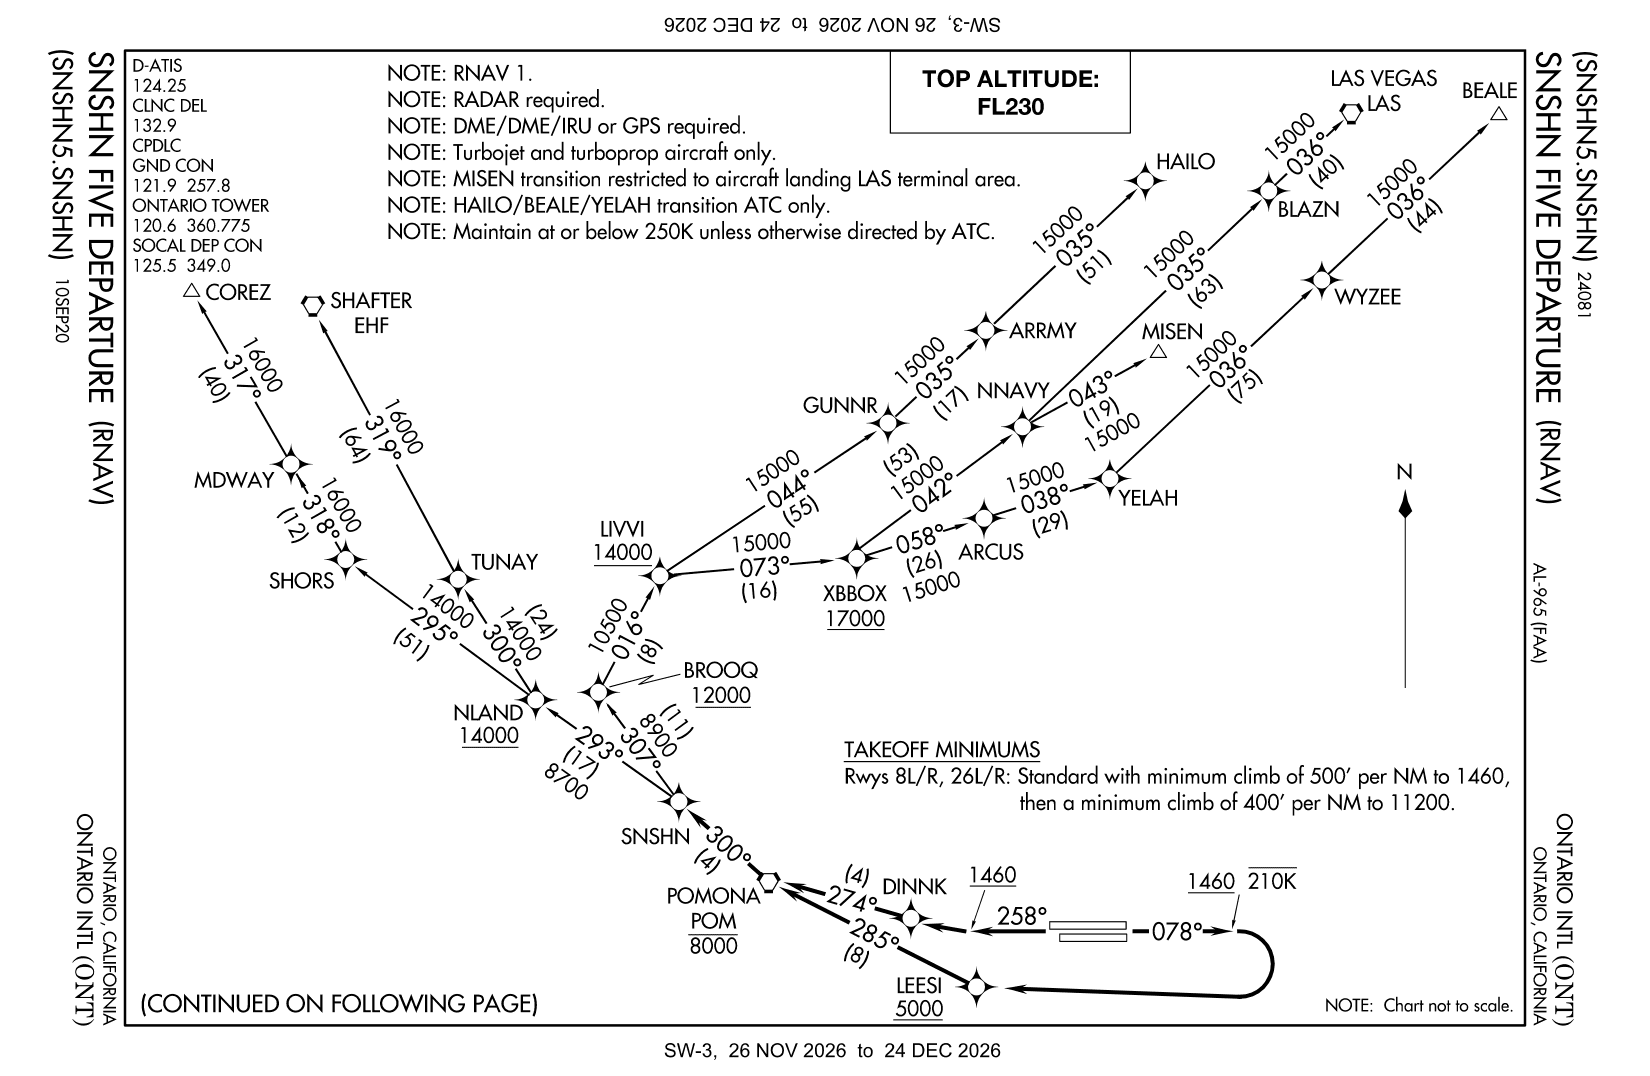 SW-3, 26 NOV 2026 to 24 DEC 2026
(SNSHN5.SNSHN) 10SEP20
SNSHN FIVE DEPARTURE (RNAV)
ONTARIO INTL (ONT)
ONTARIO, CALIFORNIA
D-ATIS
124.25
CLNC DEL
132.9
CPDLC
GND CON
121.9 257.8
ONTARIO TOWER
120.6 360.775
SOCAL DEP CON
125.5 349.0
NOTE: RNAV 1.
NOTE: RADAR required.
NOTE: DME/DME/IRU or GPS required.
NOTE: Turbojet and turboprop aircraft only.
NOTE: MISEN transition restricted to aircraft landing LAS terminal area.
NOTE: HAILO/BEALE/YELAH transition ATC only.
NOTE: Maintain at or below 250K unless otherwise directed by ATC.
TOP ALTITUDE:
FL230
LAS VEGAS
LAS
BEALE
15000
036°
(40)
BLAZN
15000
036°
(44)
HAILO
15000
035°
(51)
15000
035°
(63)
WYZEE
COREZ
SHAFTER
EHF
16000
317°
(40)
16000
319°
(64)
ARRMY
MISEN
15000
035°
(17)
15000
036°
(75)
GUNNR
NNAVY
043°
(19)
15000
MDWAY
16000
318°
(12)
15000
044°
(55)
(53)
15000
042°
15000
038°
(29)
YELAH
N
SHORS
TUNAY
LIVVI
14000
15000
073°
(16)
XBBOX
17000
058°
(26)
15000
ARCUS
14000
295°
(51)
(24)
14000
300°
10500
016°
(8)
BROOQ
12000
NLAND
14000
293°
(17)
8700
(11)
8900
307°
SNSHN
TAKEOFF MINIMUMS
Rwys 8L/R, 26L/R: Standard with minimum climb of 500′ per NM to 1460,
then a minimum climb of 400′ per NM to 11200.
300°
(4)
POMONA
POM
8000
(4)
274°
DINNK
1460
258°
078°
1460
210K
285°
(8)
LEESI
5000
(CONTINUED ON FOLLOWING PAGE)
NOTE: Chart not to scale.
SNSHN FIVE DEPARTURE (RNAV)
(SNSHN5.SNSHN) 24081
AL-965 (FAA)
ONTARIO INTL (ONT)
ONTARIO, CALIFORNIA
SW-3, 26 NOV 2026 to 24 DEC 2026